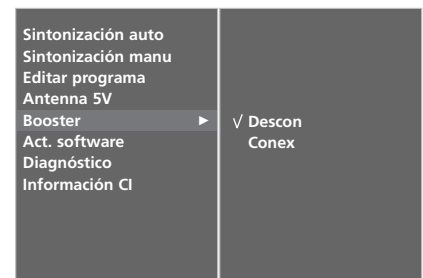 Sintonización auto
Sintonización manu
Editar programa
Antenna 5V
Booster ►
Act. software
Diagnóstico
Información CI
√ Descon
Conex